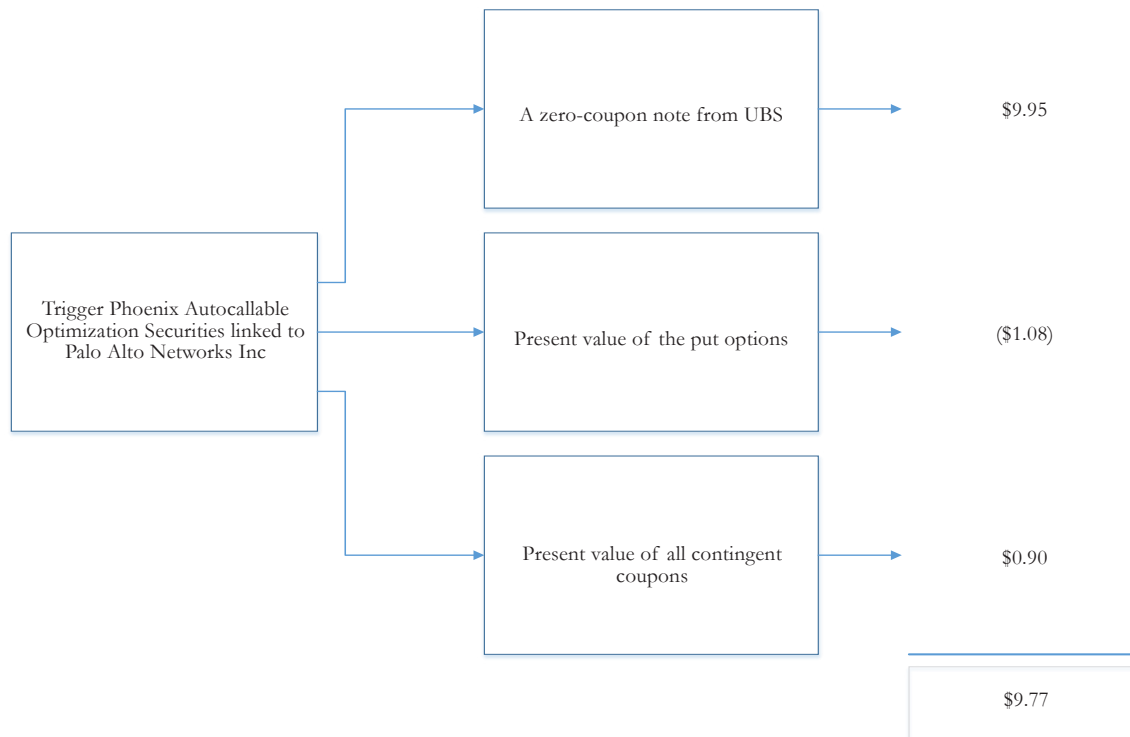 A zero-coupon note from UBS
$9.95
Trigger Phoenix Autocallable
Optimization Securities linked to
Palo Alto Networks Inc
Present value of the put options
($1.08)
Present value of all contingent
coupons
$0.90
$9.77